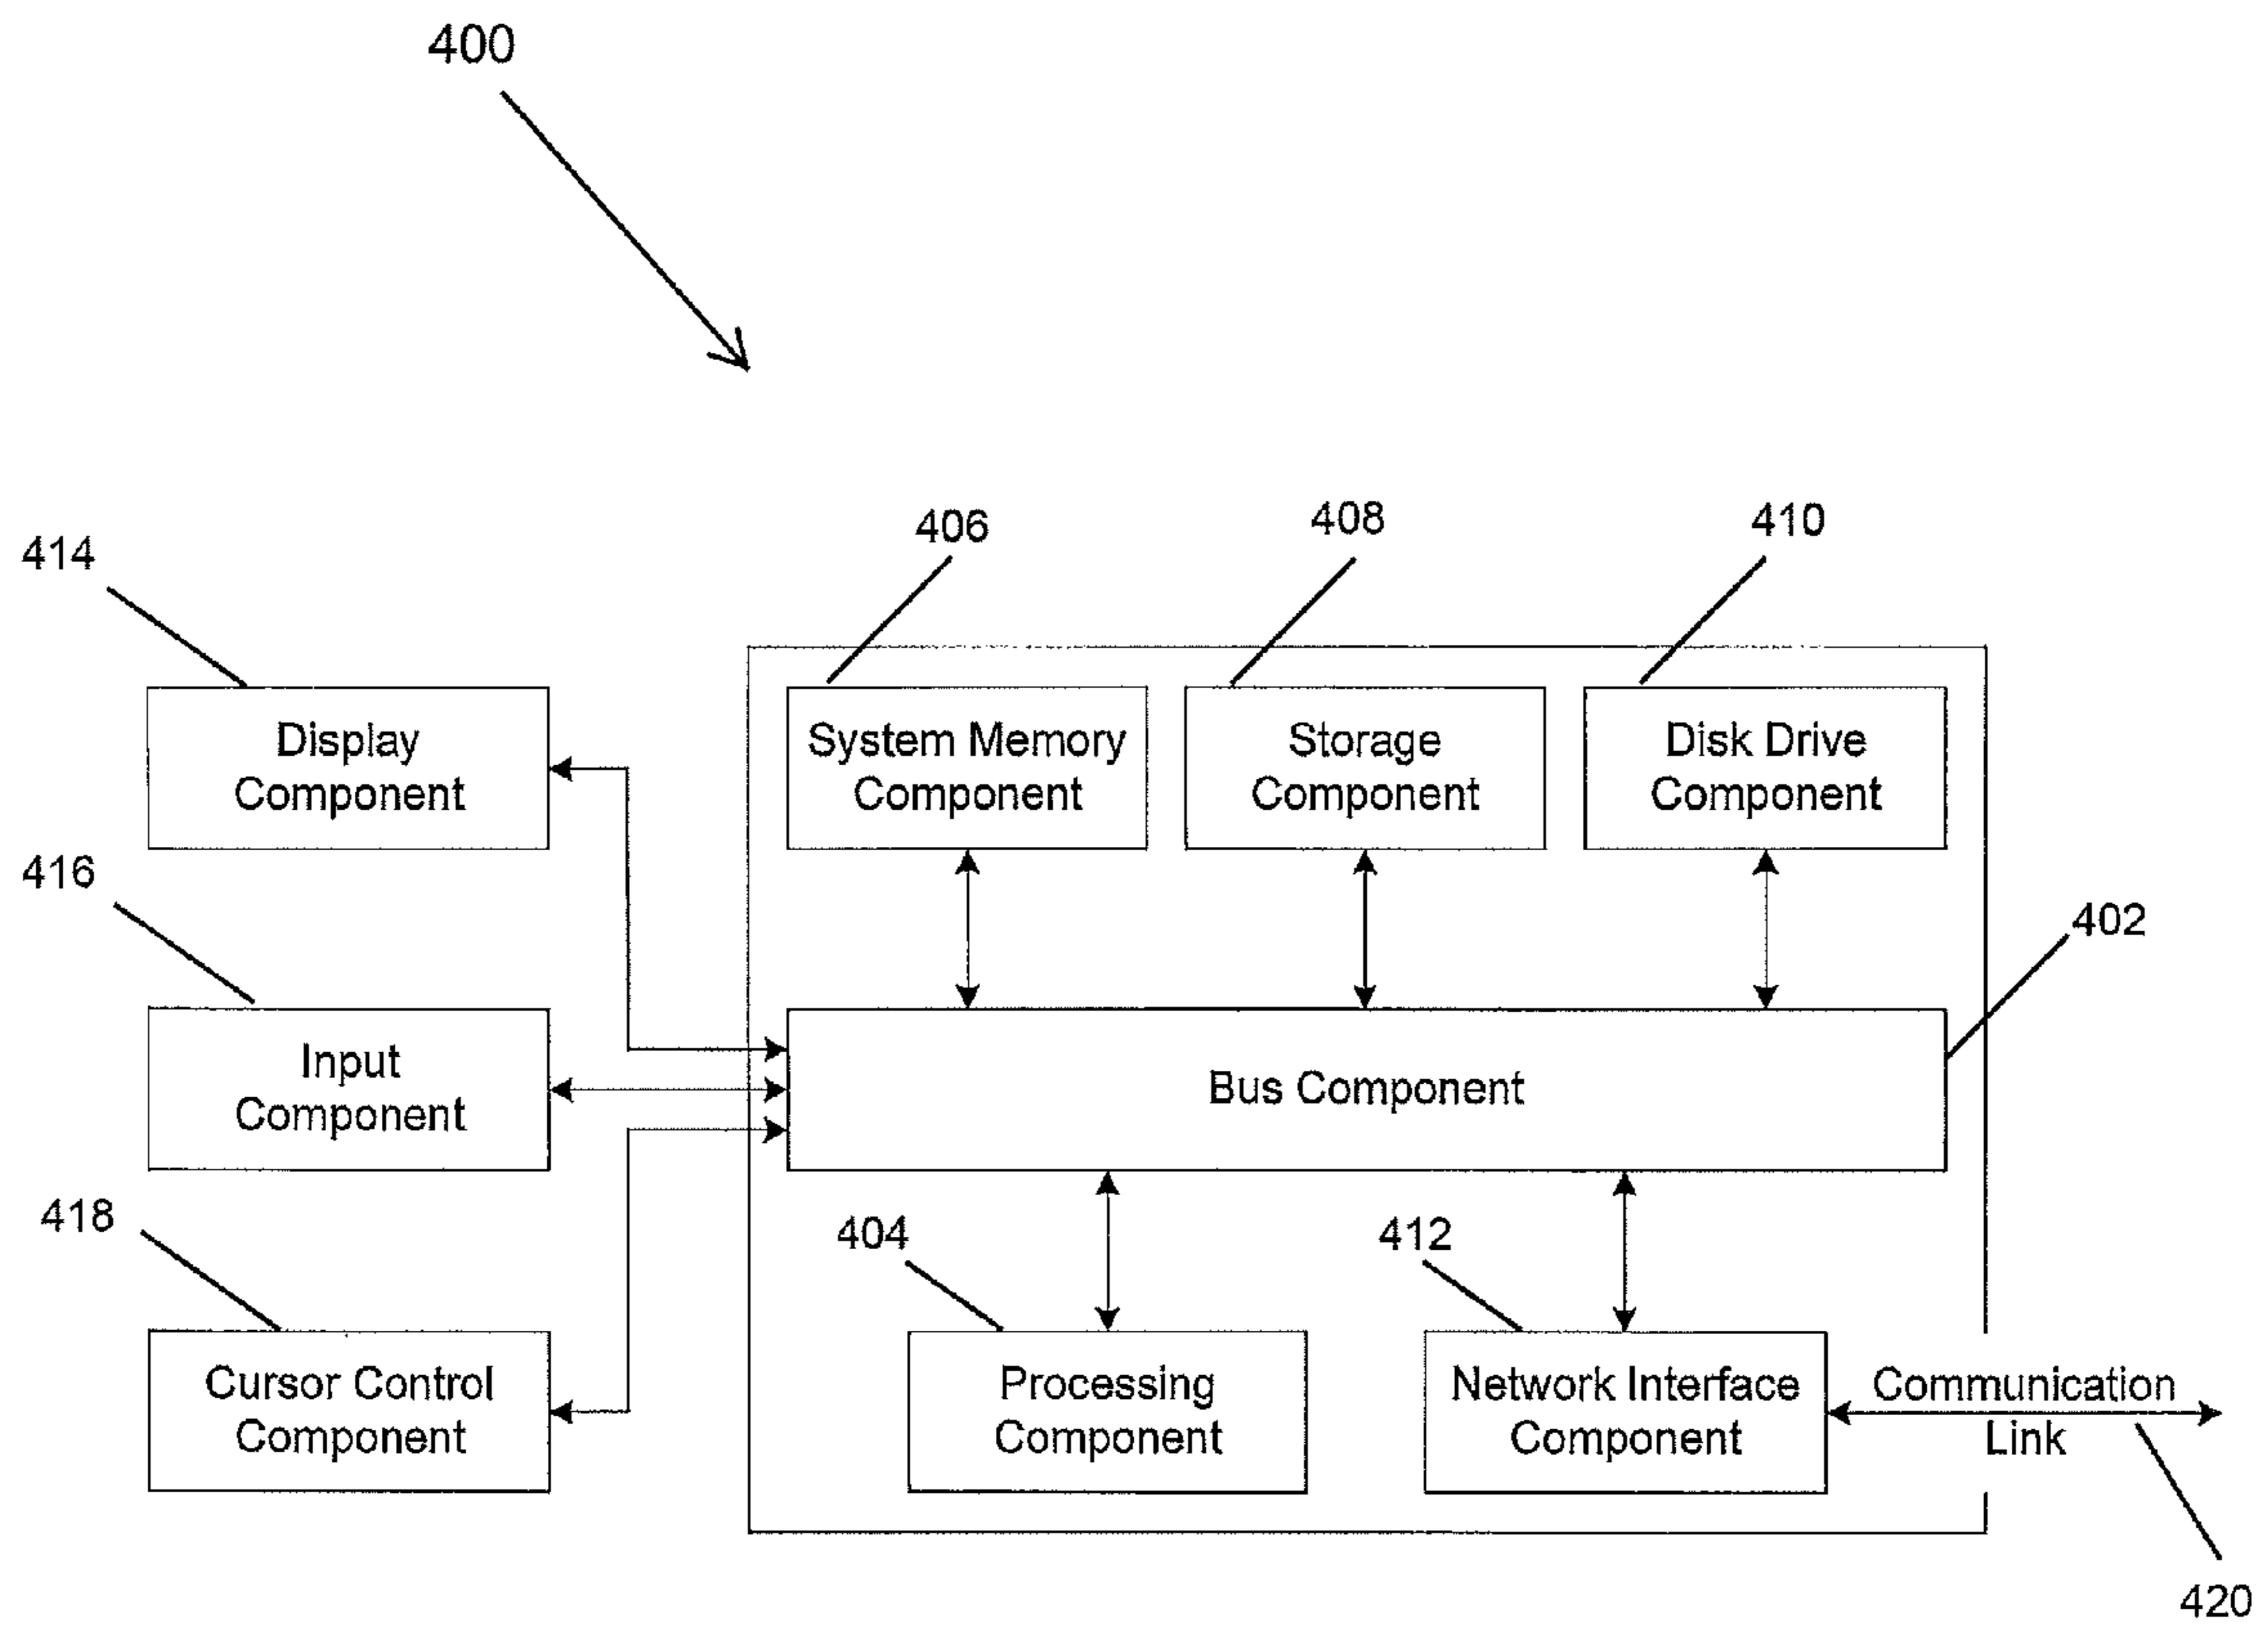 400
406
408
410
414
Display
Component
System Memory
Component
Storage
Component
Disk Drive
Component
416
402
Input
Component
Bus Component
418
404
412
Cursor Control
Component
Processing
Component
Network Interface
Component
Communication
Link
420